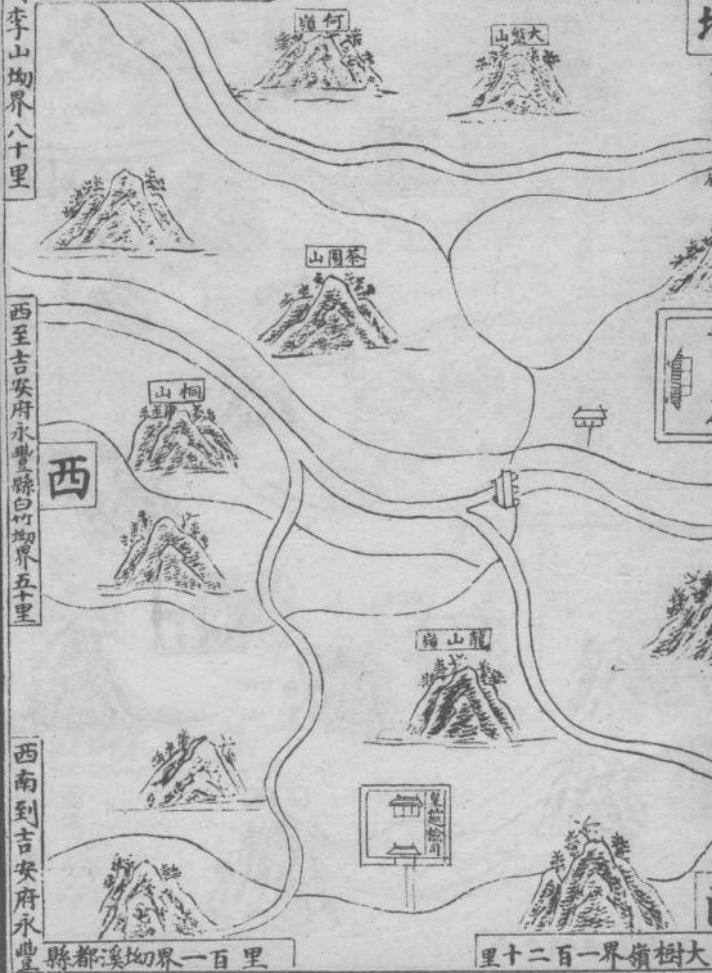 李山坳界八十里
何嶺
茶園山
桐山
西
西至吉安府永豐縣白竹坳界五十里
龍山嶺
巡檢司
西南到吉安府永豐
縣都溪坳界一百里
大樹嶺界一百二十里